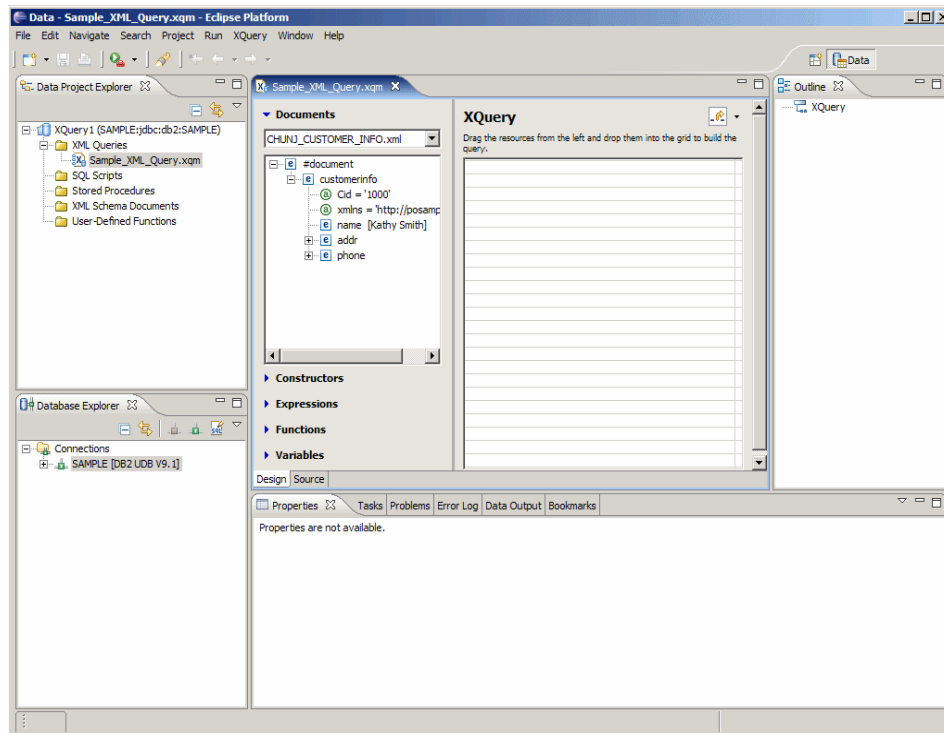 Data - Sample_XML_Query.xqm - Eclipse Platform
File Edit Navigate Search Project Run XQuery Window Help
Data
Data Project Explorer
XQuery1 (SAMPLE:jdbc:db2:SAMPLE)
XML Queries
Sample_XML_Query.xqm
SQL Scripts
Stored Procedures
XML Schema Documents
User-Defined Functions
Database Explorer
SQL
Connections
SAMPLE [DB2 UDB V9.1]
Sample_XML_Query.xqm
Documents
CHUNJ_CUSTOMER_INFO.xml
#document
customerinfo
Cid = '1000'
xmlns = 'http://posamp
name [Kathy Smith]
addr
phone
Constructors
Expressions
Functions
Variables
Design Source
XQuery
Drag the resources from the left and drop them into the grid to build the
query.
Outline
XQuery
Properties Tasks Problems Error Log Data Output Bookmarks
Properties are not available.